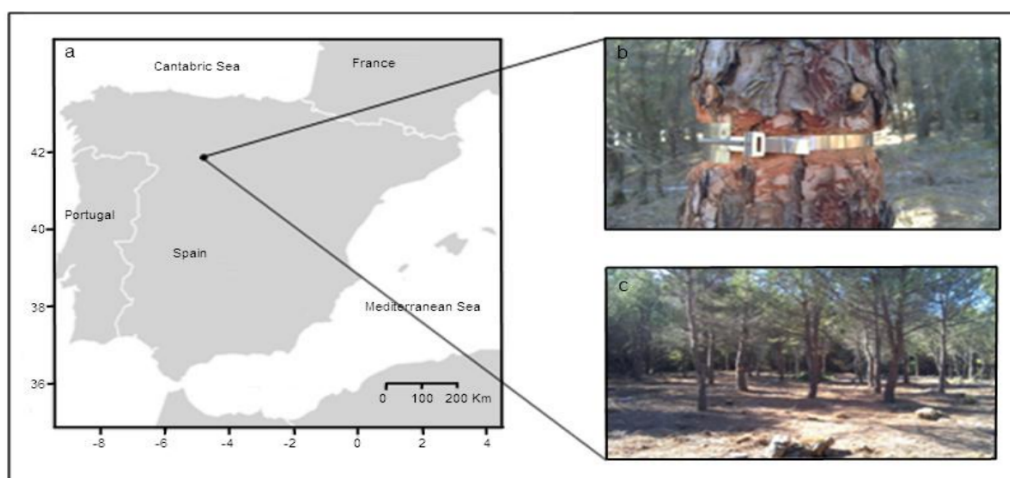 a
Cantabric Sea
France
42
Portugal
40
Spain
38
Mediterranean Sea
36
0 100 200 Km
-8 -6 -4 -2 0 2 4
b
c